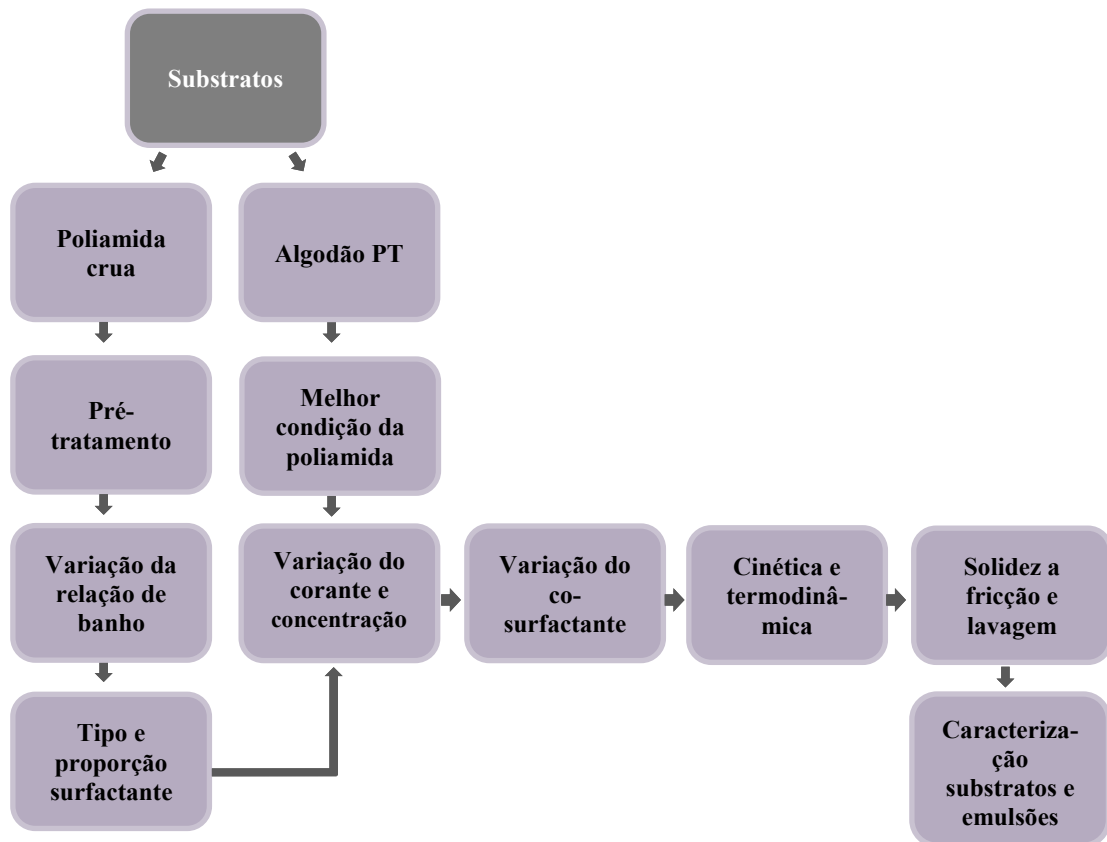 Substratos
Poliamida
crua
Algodão PT
Pré-
tratamento
Melhor
condição da
poliamida
Variação da
relação de
banho
Variação do
corante e
concentração
Variação do
co-
surfactante
Cinética e
termodinâ-
mica
Solidez a
fricção e
lavagem
Tipo e
proporção
surfactante
Caracteriza-
ção
substratos e
emulsões